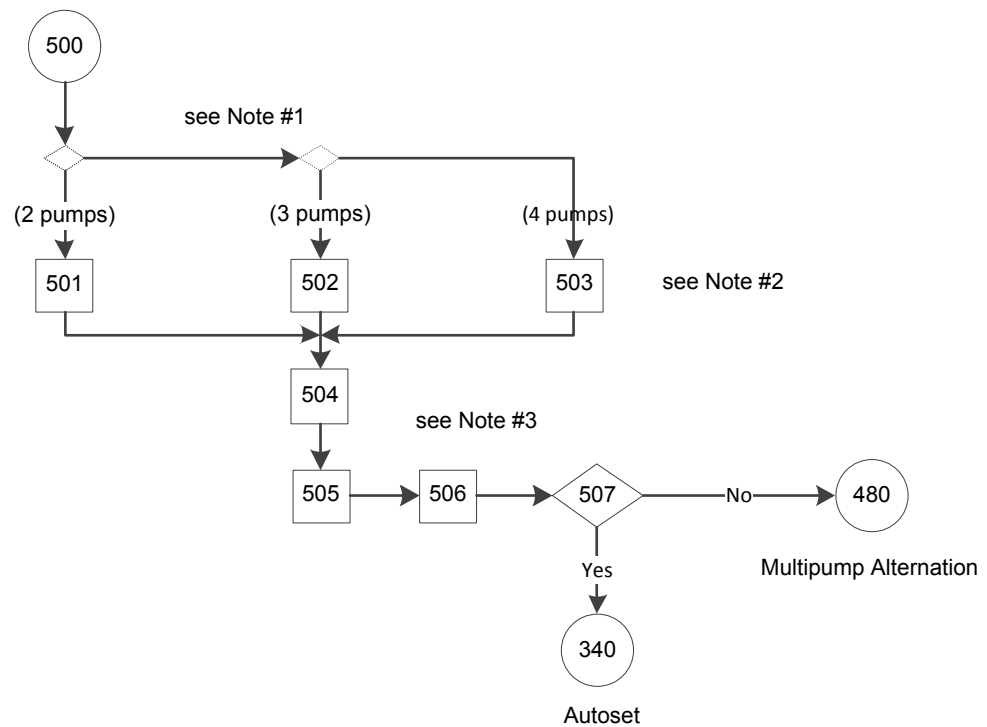 500
see Note #1
(2 pumps)
(3 pumps)
(4 pumps)
501
502
503
see Note #2
504
see Note #3
505
506
507
No
480
Yes
Multipump Alternation
340
Autoset